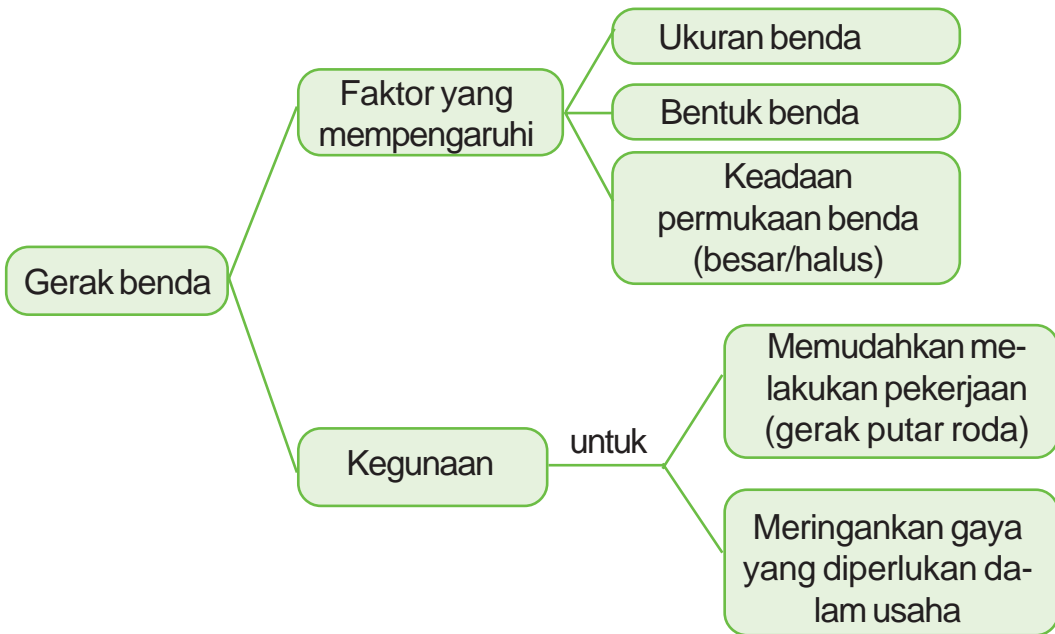 Gerak benda
Faktor yang
mempengaruhi
Ukuran benda
Bentuk benda
Keadaan
permukaan benda
(besar/halus)
Kegunaan
untuk
Memudahkan me-
lakukan pekerjaan
(gerak putar roda)
Meringankan gaya
yang diperlukan da-
lam usaha